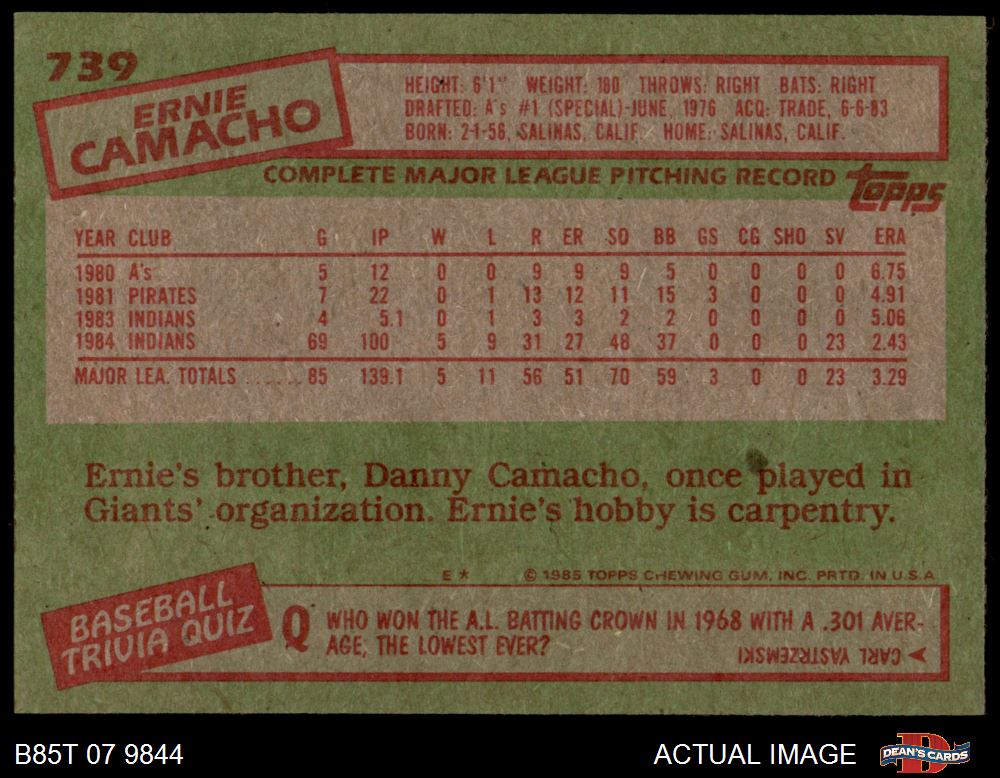 739
ERNIE
CAMACHO
HEIGHT: 6'1" WEIGHT: 180 THROWS: RIGHT BATS: RIGHT
DRAFTED: A's #1 (SPECIAL)-JUNE, 1976 ACQ: TRADE, 6-6-83
BORN: 2-1-56, SALINAS, CALIF. HOME: SALINAS, CALIF.
COMPLETE MAJOR LEAGUE PITCHING RECORD
topps
YEAR CLUB G IP W L R ER SO BB GS CG SHO SV ERA
1980 A's 5 12 0 0 9 9 9 5 0 0 0 0 6.75
1981 PIRATES 7 22 0 1 13 12 11 15 3 0 0 0 4.91
1983 INDIANS 4 5.1 0 1 3 3 2 2 0 0 0 0 5.06
1984 INDIANS 69 100 5 9 31 27 48 37 0 0 0 23 2.43
MAJOR LEA. TOTALS ...... 85 139.1 5 11 56 51 70 59 3 0 0 23 3.29
Ernie's brother, Danny Camacho, once played in
Giants' organization. Ernie's hobby is carpentry.
E* © 1985 TOPPS CHEWING GUM, INC. PRTD. IN U.S.A.
BASEBALL
TRIVIA QUIZ
Q WHO WON THE A.L. BATTING CROWN IN 1968 WITH A .301 AVER-
AGE, THE LOWEST EVER?
CARL YASTRZEMSKI
B85T 07 9844 ACTUAL IMAGE DEAN'S CARDS